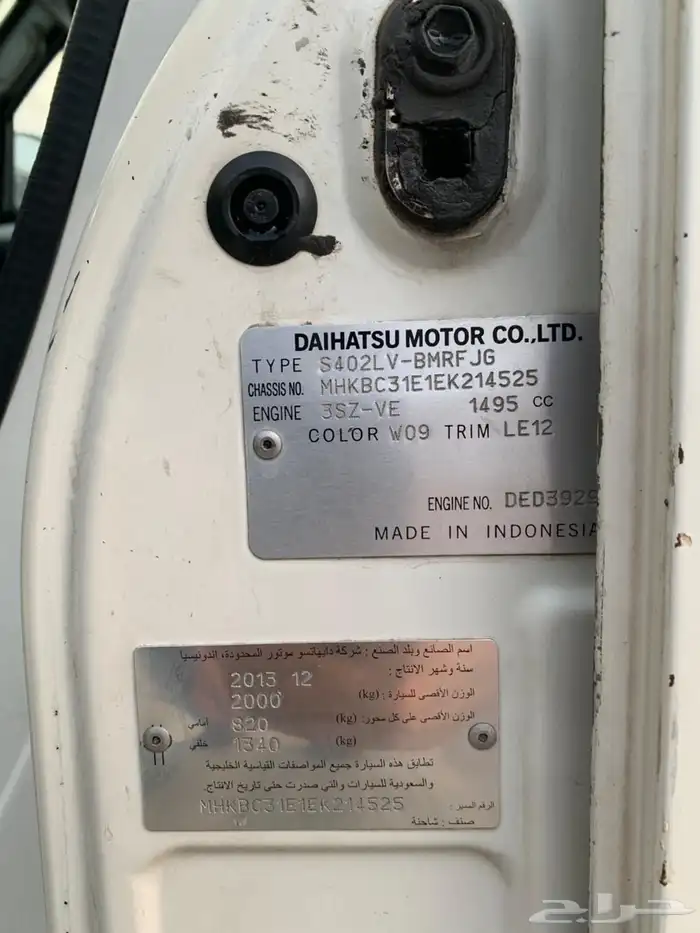 DAIHATSU MOTOR CO.,LTD.
TYPE S402LV-BMRFJG
CHASSIS NO. MHKBC31E1EK214525
ENGINE 3SZ-VE 1495 CC
COLOR W09 TRIM LE12
ENGINE NO. DED3929
MADE IN INDONESIA
اسم الصانع وبلد الصنع : شركة دايهاتسو موتور المحدودة، اندونيسيا
سنة وشهر الانتاج : 2013 12
الوزن الأقصى للسيارة : (kg) 2000
الوزن الأقصى على كل محور: (kg) 820 أمامي
(kg) 1340 خلفي
تطابق هذه السيارة جميع المواصفات القياسية الخليجية
والسعودية للسيارات والتي صدرت حتى تاريخ الانتاج.
الرقم المميز : MHKBC31E1EK214525
صنف : شاحنة
حراج